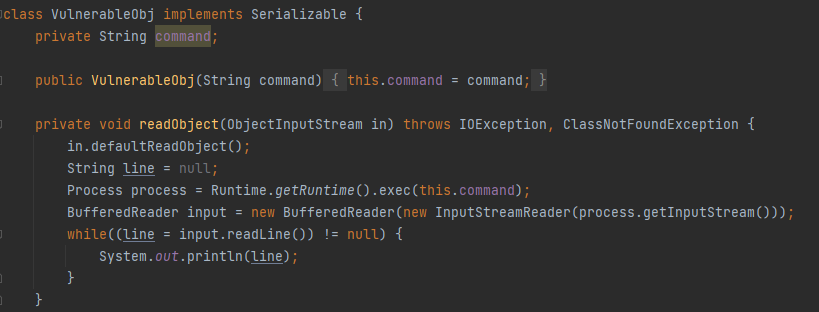 class VulnerableObj implements Serializable {
    private String command;
    public VulnerableObj(String command) { this.command = command; }
    private void readObject(ObjectInputStream in) throws IOException, ClassNotFoundException {
        in.defaultReadObject();
        String line = null;
        Process process = Runtime.getRuntime().exec(this.command);
        BufferedReader input = new BufferedReader(new InputStreamReader(process.getInputStream()));
        while((line = input.readLine()) != null) {
            System.out.println(line);
        }
    }